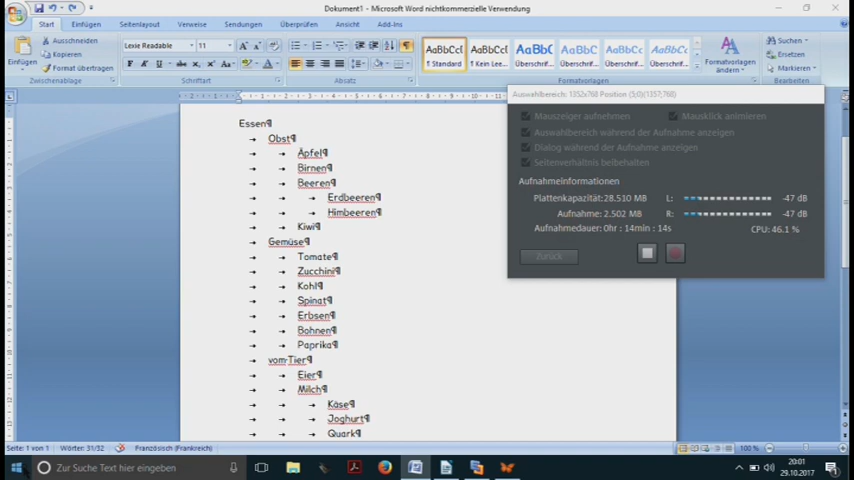 Dokument1 - Microsoft Word nichtkommerzielle Verwendung
Start Einfügen Seitenlayout Verweise Sendungen Überprüfen Ansicht Add-Ins
Einfügen
Ausschneiden
Kopieren
Format übertragen
Zwischenablage
Lexie Readable 11
Schriftart
Absatz
AaBbCcI AaBbCcI AaBbC AaBbC AaBbCcI AaBbCcI
¶ Standard ¶ Kein Lee... Überschrif... Überschrif... Überschrif... Überschrif...
Formatvorlagen ändern
Formatvorlagen
Suchen
Ersetzen
Markieren
Bearbeiten
Essen¶
Obst¶
Äpfel¶
Birnen¶
Beeren¶
Erdbeeren¶
Himbeeren¶
Kiwi¶
Gemüse¶
Tomate¶
Zucchini¶
Kohl¶
Spinat¶
Erbsen¶
Bohnen¶
Paprika¶
vom·Tier¶
Eier¶
Milch¶
Käse¶
Joghurt¶
Quark¶
Auswahlbereich: 1352x768 Position (5;0)(1357;768)
Mauszeiger aufnehmen Mausklick animieren
Auswahlbereich während der Aufnahme anzeigen
Dialog während der Aufnahme anzeigen
Seitenverhältnis beibehalten
Aufnahmeinformationen
Plattenkapazität: 28.510 MB L: -47 dB
Aufnahme: 2.502 MB R: -47 dB
Aufnahmedauer: 0hr : 14min : 14s CPU: 46.1 %
Zurück
Seite: 1 von 1 Wörter: 31/32 Französisch (Frankreich) 100 %
Zur Suche Text hier eingeben
20:01
29.10.2017